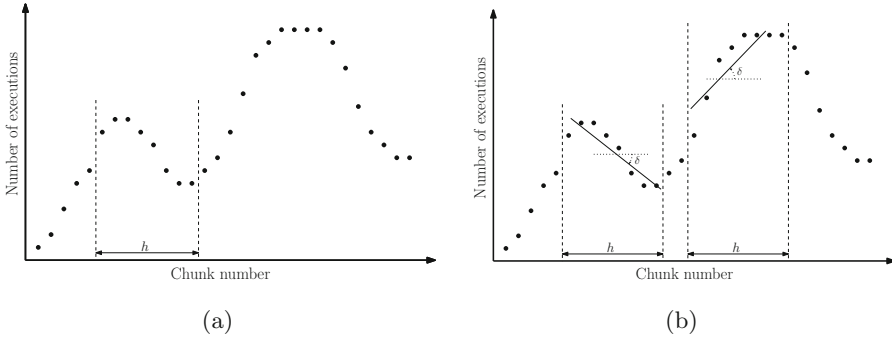 Number of executions
h
Chunk number
(a)
Number of executions
δ
δ
h
h
Chunk number
(b)